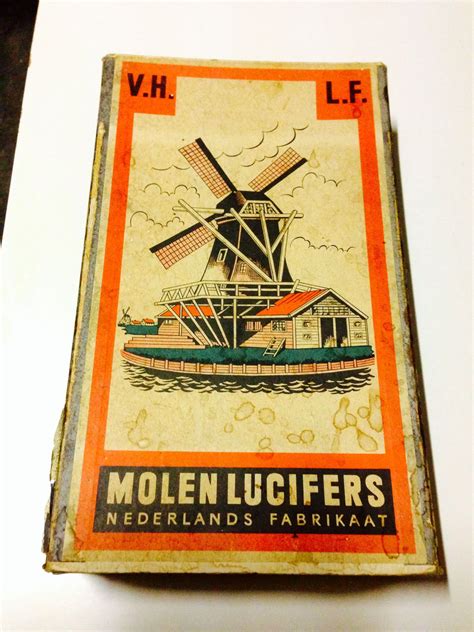 V.H. L.F.
MOLEN LUCIFERS
NEDERLANDS FABRIKAAT